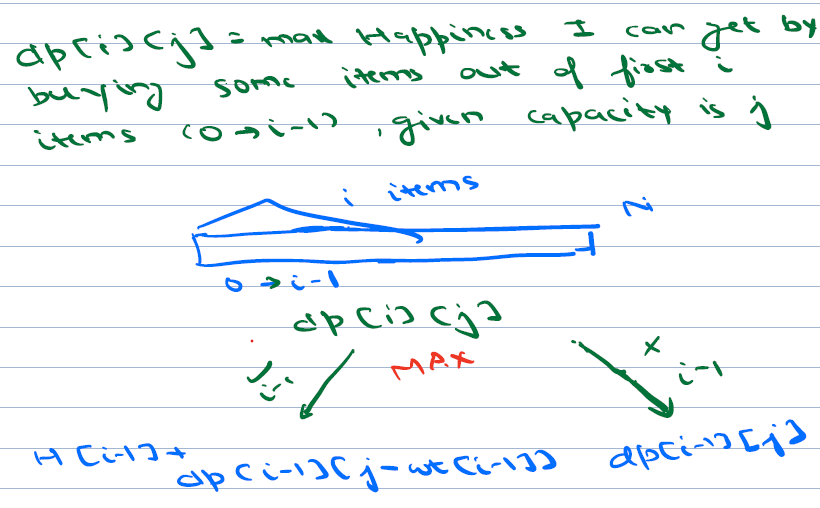 dp[i][j] = max Happiness I can get by
buying some items out of first i
items (0→i-1), given capacity is j
i items
N
0 → i-1
dp[i][j]
MAX
✓ i-1
x i-1
H[i-1] + dp[i-1][j-wt[i-1]]
dp[i-1][j]